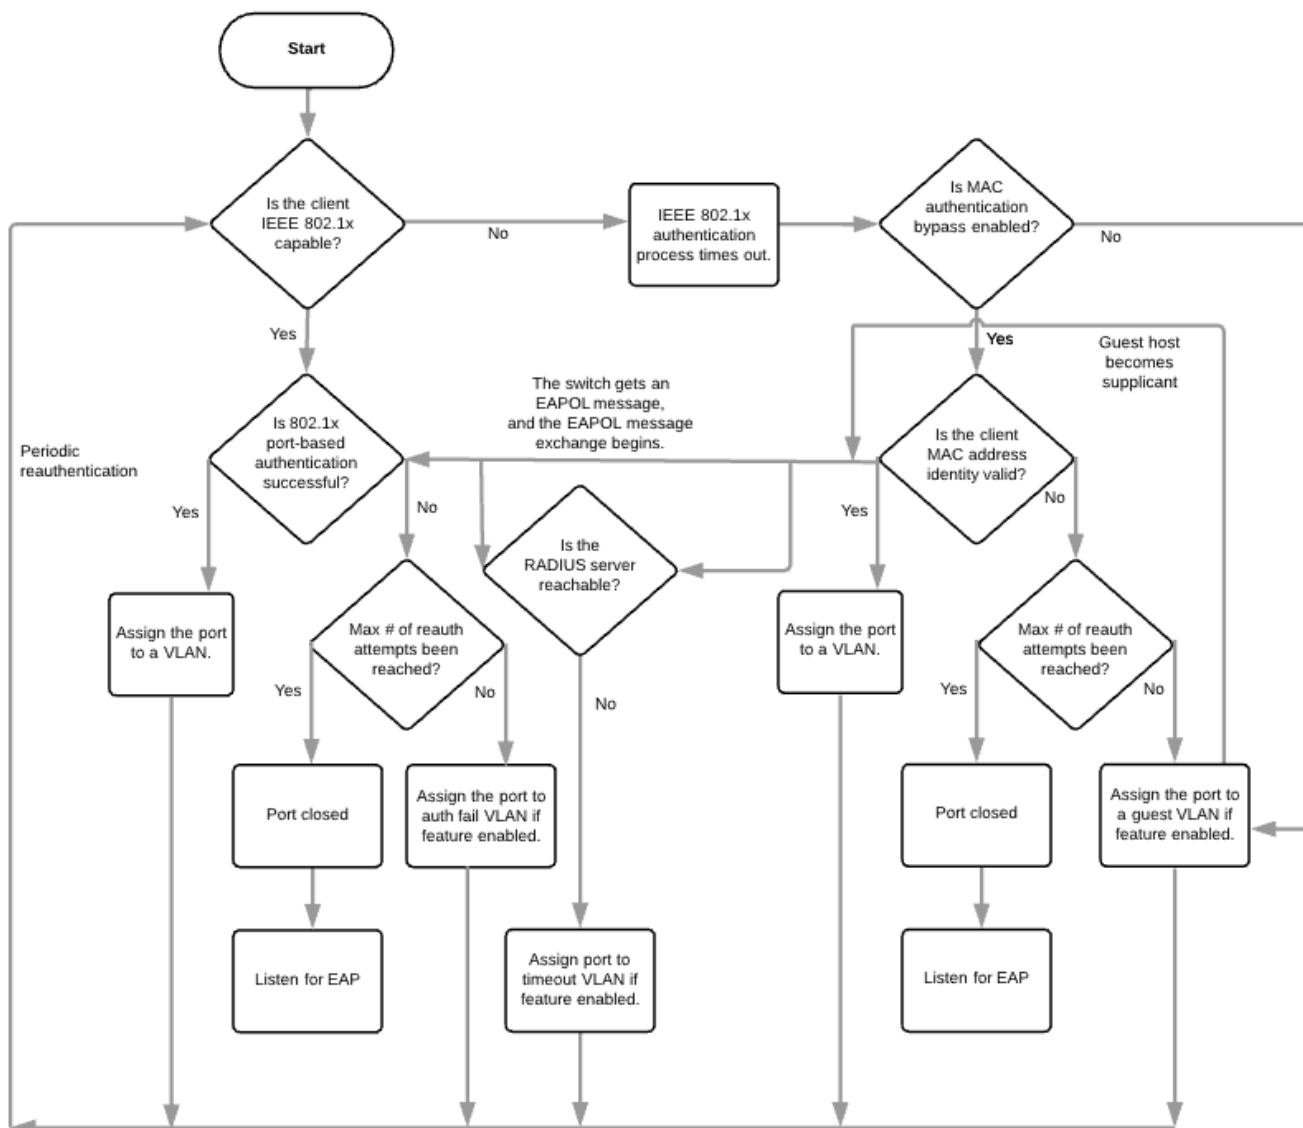 Start
Is the client
IEEE 802.1x
capable?
No
IEEE 802.1x
authentication
process times out.
Is MAC
authentication
bypass enabled?
No
Yes
Yes
Guest host
becomes
supplicant
The switch gets an
EAPOL message,
and the EAPOL message
exchange begins.
Periodic
reauthentication
Is 802.1x
port-based
authentication
successful?
Is the client
MAC address
identity valid?
Yes
No
Yes
No
Is the
RADIUS server
reachable?
Assign the port
to a VLAN.
Max # of reauth
attempts been
reached?
Assign the port
to a VLAN.
Max # of reauth
attempts been
reached?
Yes
No
No
Yes
No
Port closed
Assign the port to
auth fail VLAN if
feature enabled.
Port closed
Assign the port to
a guest VLAN if
feature enabled.
Listen for EAP
Assign port to
timeout VLAN if
feature enabled.
Listen for EAP